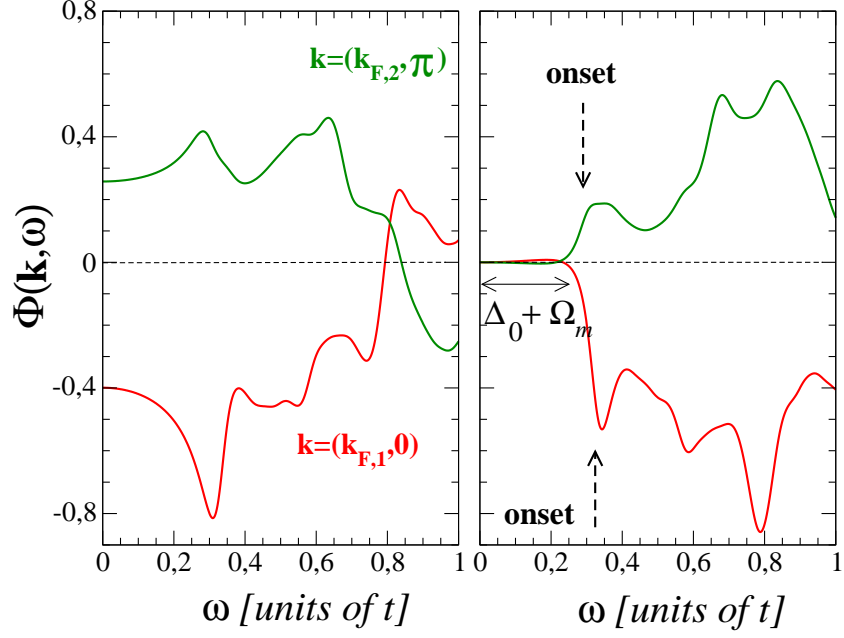 0,8
0,4
0
-0,4
-0,8
Φ(k,ω)
k=(k_F,2,π)
k=(k_F,1,0)
0 0,2 0,4 0,6 0,8 1
ω [units of t]
onset
Δ_0 + Ω_m
onset
0 0,2 0,4 0,6 0,8 1
ω [units of t]